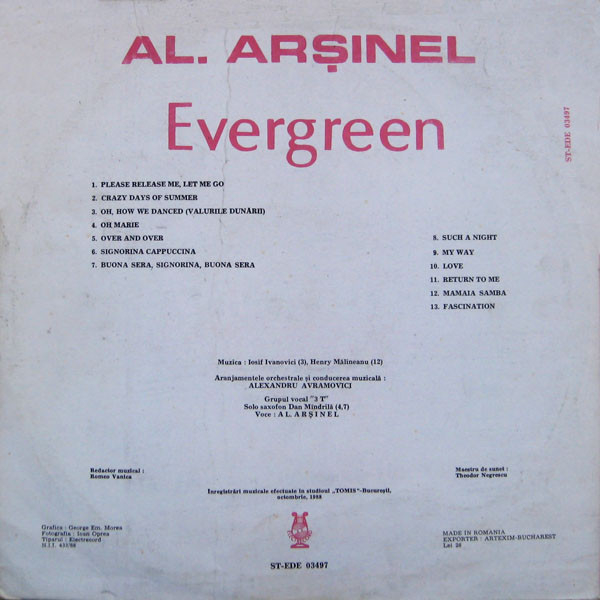 AL. ARȘINEL
Evergreen
ST-EDE 03497
1. PLEASE RELEASE ME, LET ME GO
2. CRAZY DAYS OF SUMMER
3. OH, HOW WE DANCED (VALURILE DUNĂRII)
4. OH MARIE
5. OVER AND OVER
6. SIGNORINA CAPPUCCINA
7. BUONA SERA, SIGNORINA, BUONA SERA
8. SUCH A NIGHT
9. MY WAY
10. LOVE
11. RETURN TO ME
12. MAMAIA SAMBA
13. FASCINATION
Muzica : Iosif Ivanovici (3), Henry Mălineanu (12)
Aranjamentele orchestrale și conducerea muzicală :
ALEXANDRU AVRAMOVICI
Grupul vocal "3 T"
Solo saxofon Dan Mîndrilă (4,7)
Voce : AL. ARȘINEL
Redactor muzical :
Romeo Vanica
Maestru de sunet :
Theodor Negrescu
Înregistrări muzicale efectuate în studioul „TOMIS"-București,
octombrie, 1988
Grafica : George Em. Morea
Fotografia : Ioan Oprea
Tiparul : Electrecord
H.I.I. 433/88
MADE IN ROMANIA
EXPORTER : ARTEXIM-BUCHAREST
Lei 26
ST-EDE 03497